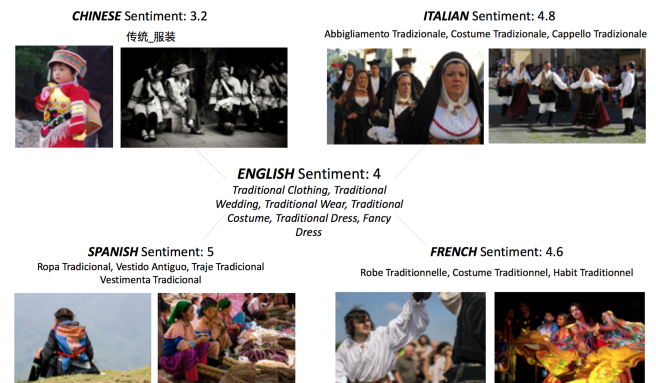 CHINESE Sentiment: 3.2
传统_服装
ITALIAN Sentiment: 4.8
Abbigliamento Tradizionale, Costume Tradizionale, Cappello Tradizionale
ENGLISH Sentiment: 4
Traditional Clothing, Traditional
Wedding, Traditional Wear, Traditional
Costume, Traditional Dress, Fancy
Dress
SPANISH Sentiment: 5
Ropa Tradicional, Vestido Antiguo, Traje Tradicional
Vestimenta Tradicional
FRENCH Sentiment: 4.6
Robe Traditionnelle, Costume Traditionnel, Habit Traditionnel